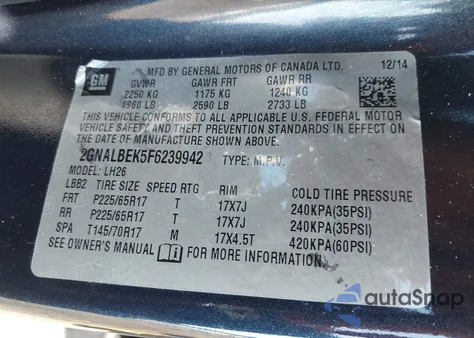 GM
MFD BY GENERAL MOTORS OF CANADA LTD. 12/14
GVWR GAWR FRT GAWR RR
2250 KG 1175 KG 1240 KG
4960 LB 2590 LB 2733 LB
THIS VEHICLE CONFORMS TO ALL APPLICABLE U.S. FEDERAL MOTOR
VEHICLE SAFETY, BUMPER, AND THEFT PREVENTION STANDARDS IN
EFFECT ON THE DATE OF MANUFACTURE SHOWN ABOVE.
2GNALBEK5F6239942 TYPE: M.P.V.
MODEL: LH26
LBB2 TIRE SIZE SPEED RTG RIM COLD TIRE PRESSURE
FRT P225/65R17 T 17X7J 240KPA(35PSI)
RR P225/65R17 T 17X7J 240KPA(35PSI)
SPA T145/70R17 M 17X4.5T 420KPA(60PSI)
SEE OWNER'S MANUAL FOR MORE INFORMATION.
autoSnap